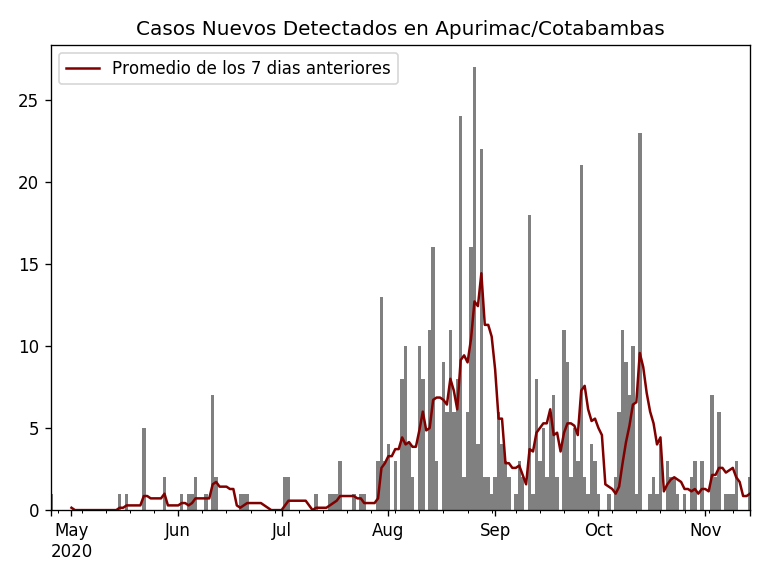 Casos Nuevos Detectados en Apurimac/Cotabambas
Promedio de los 7 dias anteriores
25
20
15
10
5
0
May Jun Jul Aug Sep Oct Nov
2020